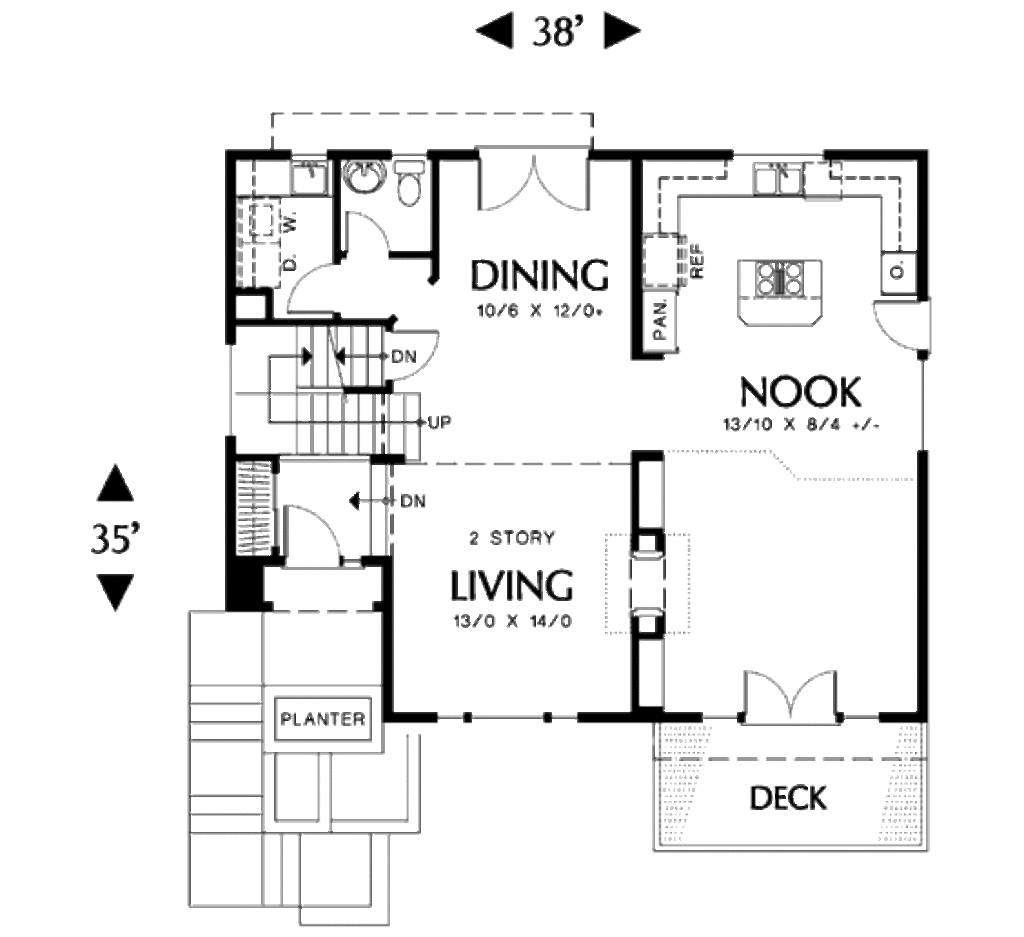 38'
W.
D.
DINING
10/6 X 12/0+
REF
PAN.
O.
DN
NOOK
13/10 X 8/4 +/-
UP
35'
DN
2 STORY
LIVING
13/0 X 14/0
PLANTER
DECK